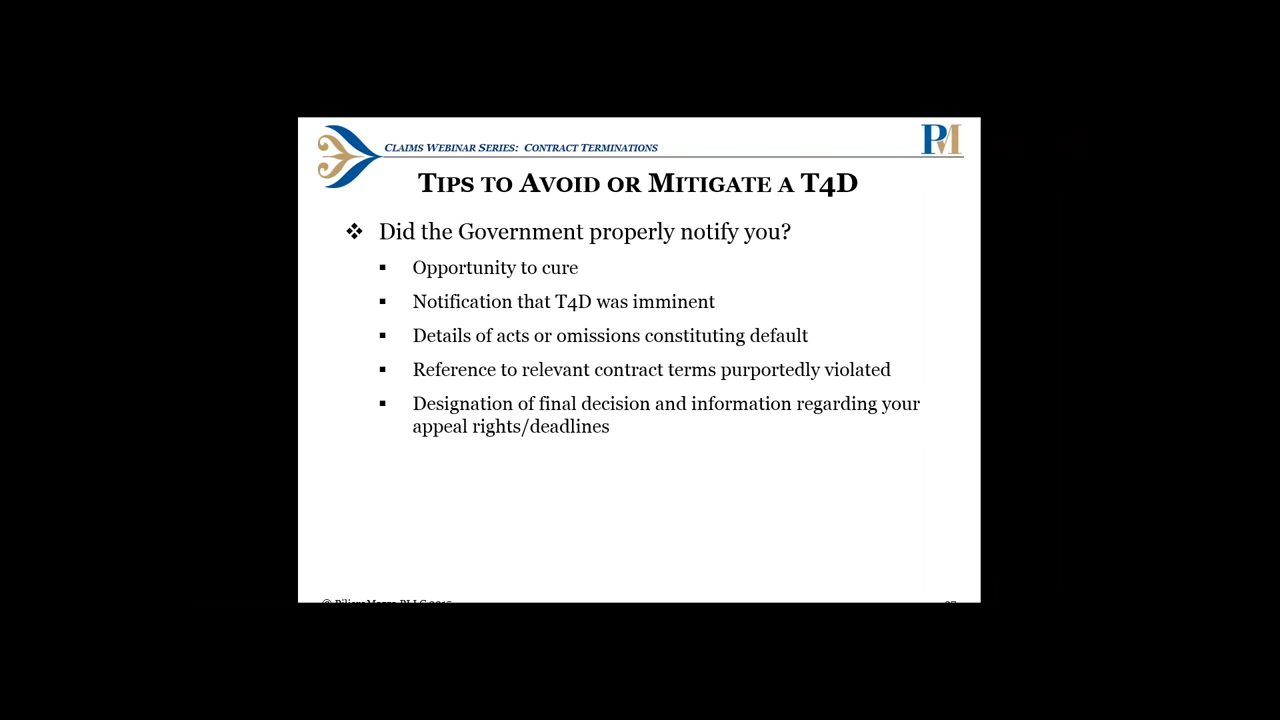 CLAIMS WEBINAR SERIES: CONTRACT TERMINATIONS
PM
TIPS TO AVOID OR MITIGATE A T4D
❖ Did the Government properly notify you?
▪ Opportunity to cure
▪ Notification that T4D was imminent
▪ Details of acts or omissions constituting default
▪ Reference to relevant contract terms purportedly violated
▪ Designation of final decision and information regarding your
appeal rights/deadlines